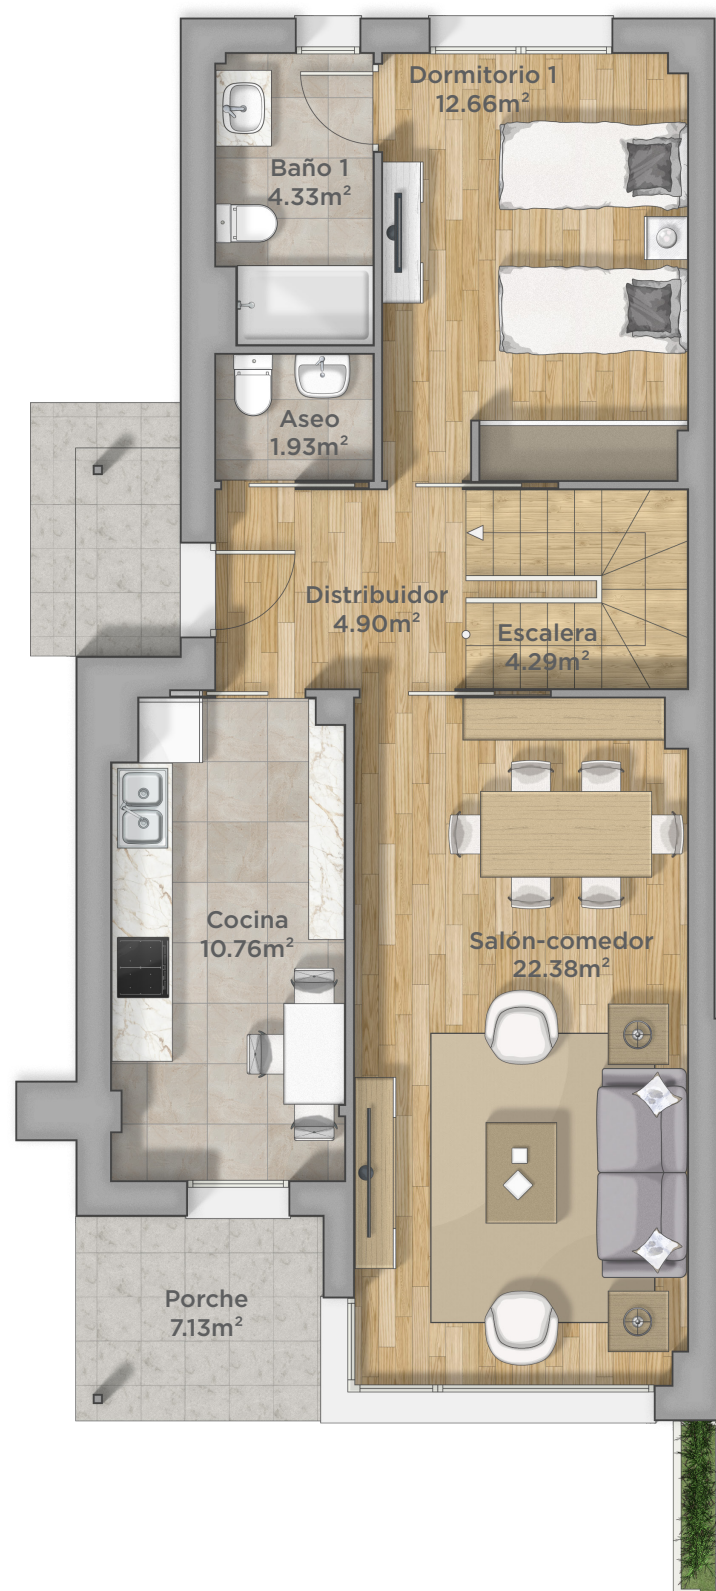 Dormitorio 1
12.66m²
Baño 1
4.33m²
Aseo
1.93m²
Distribuidor
4.90m²
Escalera
4.29m²
Cocina
10.76m²
Salón-comedor
22.38m²
Porche
7.13m²